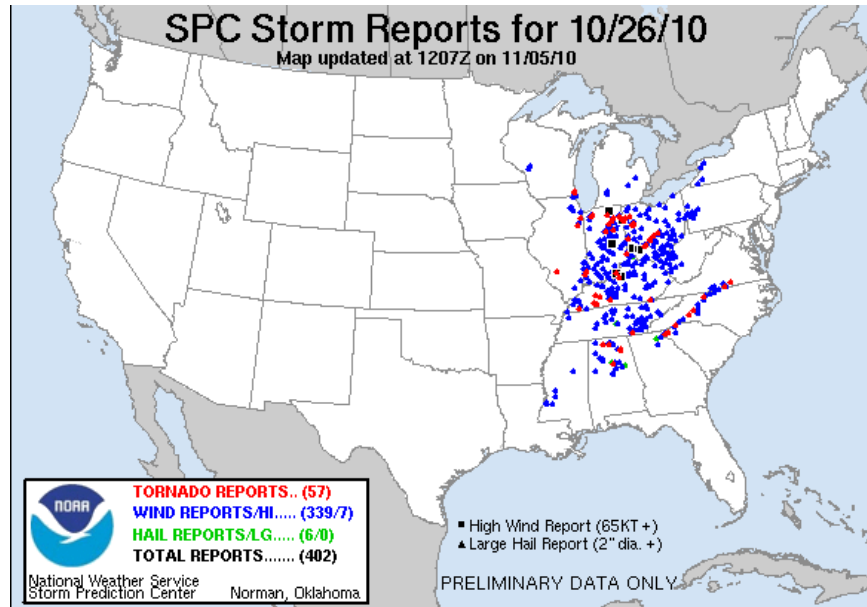 SPC Storm Reports for 10/26/10
Map updated at 1207Z on 11/05/10
NOAA
TORNADO REPORTS.. (57)
WIND REPORTS/HI..... (339/7)
HAIL REPORTS/LG..... (6/0)
TOTAL REPORTS....... (402)
National Weather Service
Storm Prediction Center Norman, Oklahoma
High Wind Report (65KT +)
Large Hail Report (2" dia. +)
PRELIMINARY DATA ONLY